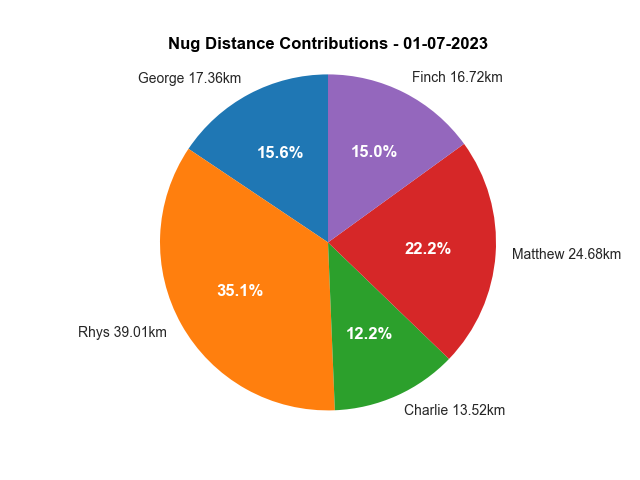 Nug Distance Contributions - 01-07-2023
George 17.36km
Finch 16.72km
15.6%
15.0%
22.2%
Matthew 24.68km
35.1%
Rhys 39.01km
12.2%
Charlie 13.52km